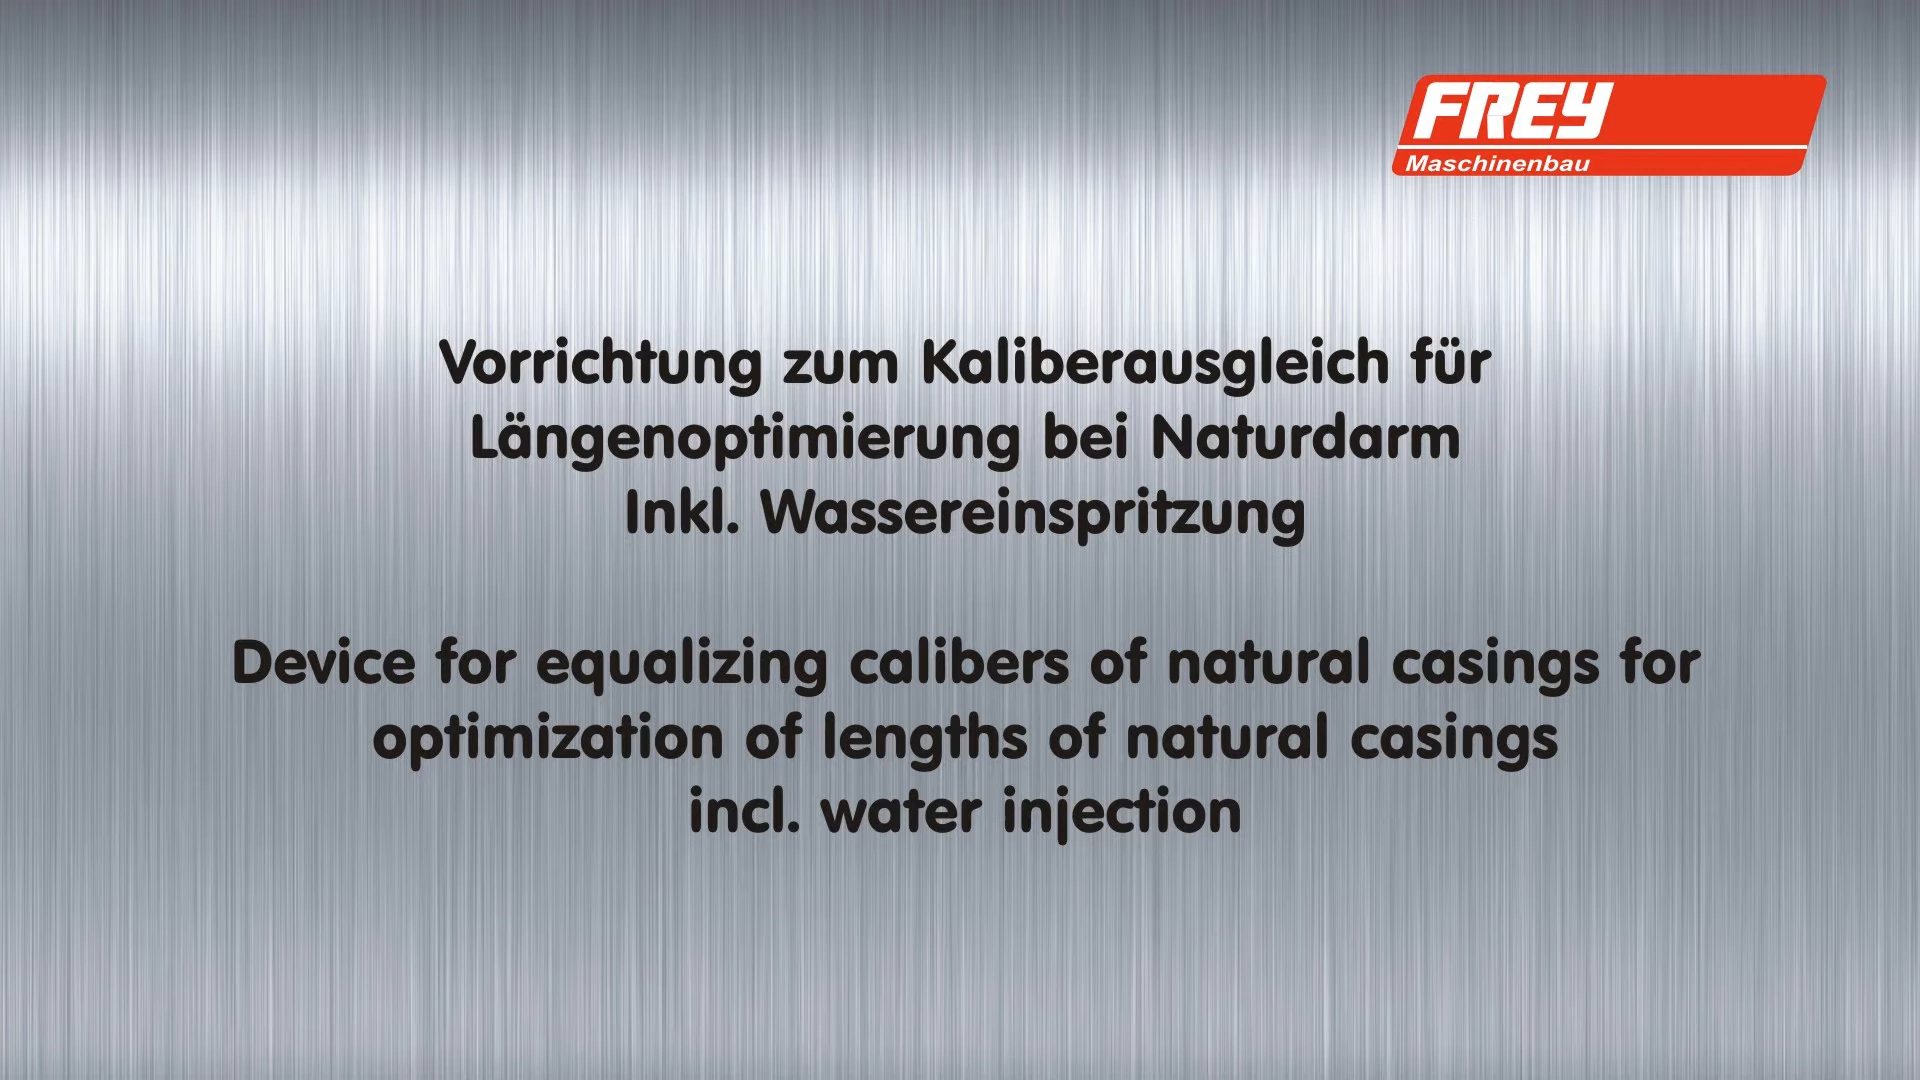 FREY
Maschinenbau
Vorrichtung zum Kaliberausgleich für
Längenoptimierung bei Naturdarm
Inkl. Wassereinspritzung
Device for equalizing calibers of natural casings for
optimization of lengths of natural casings
incl. water injection